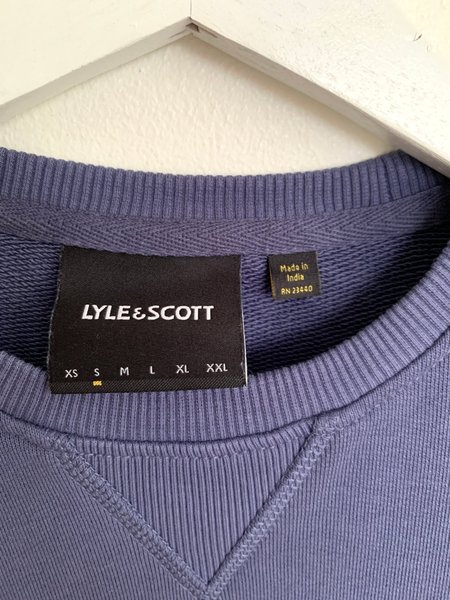 LYLE&SCOTT
XS S M L XL XXL
Made in
India
RN 23440